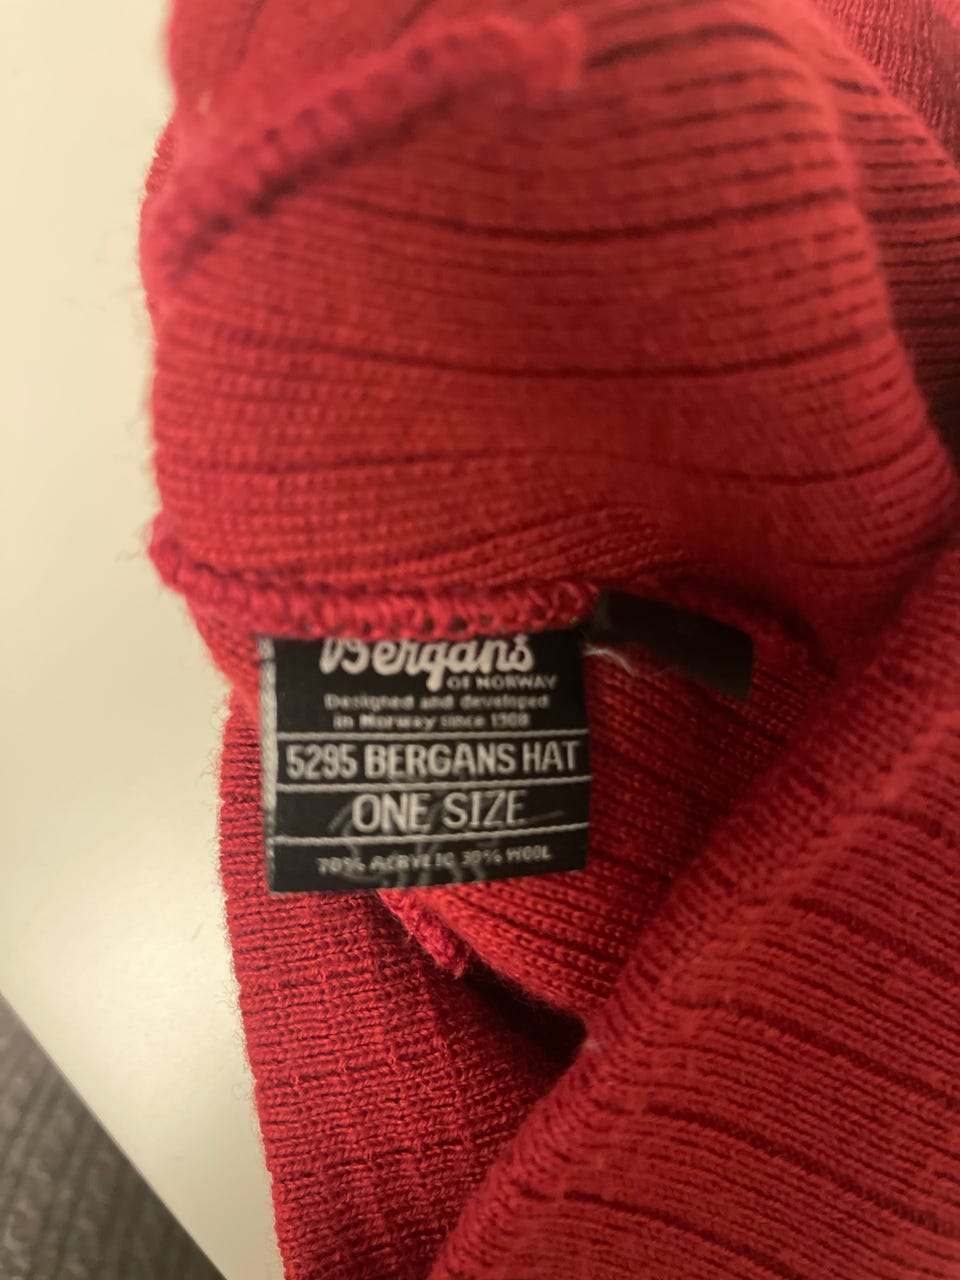 Bergans
OF NORWAY
Designed and developed
in Norway since 1908
5295 BERGANS HAT
ONE SIZE
70% ACRYLIC 30% WOOL